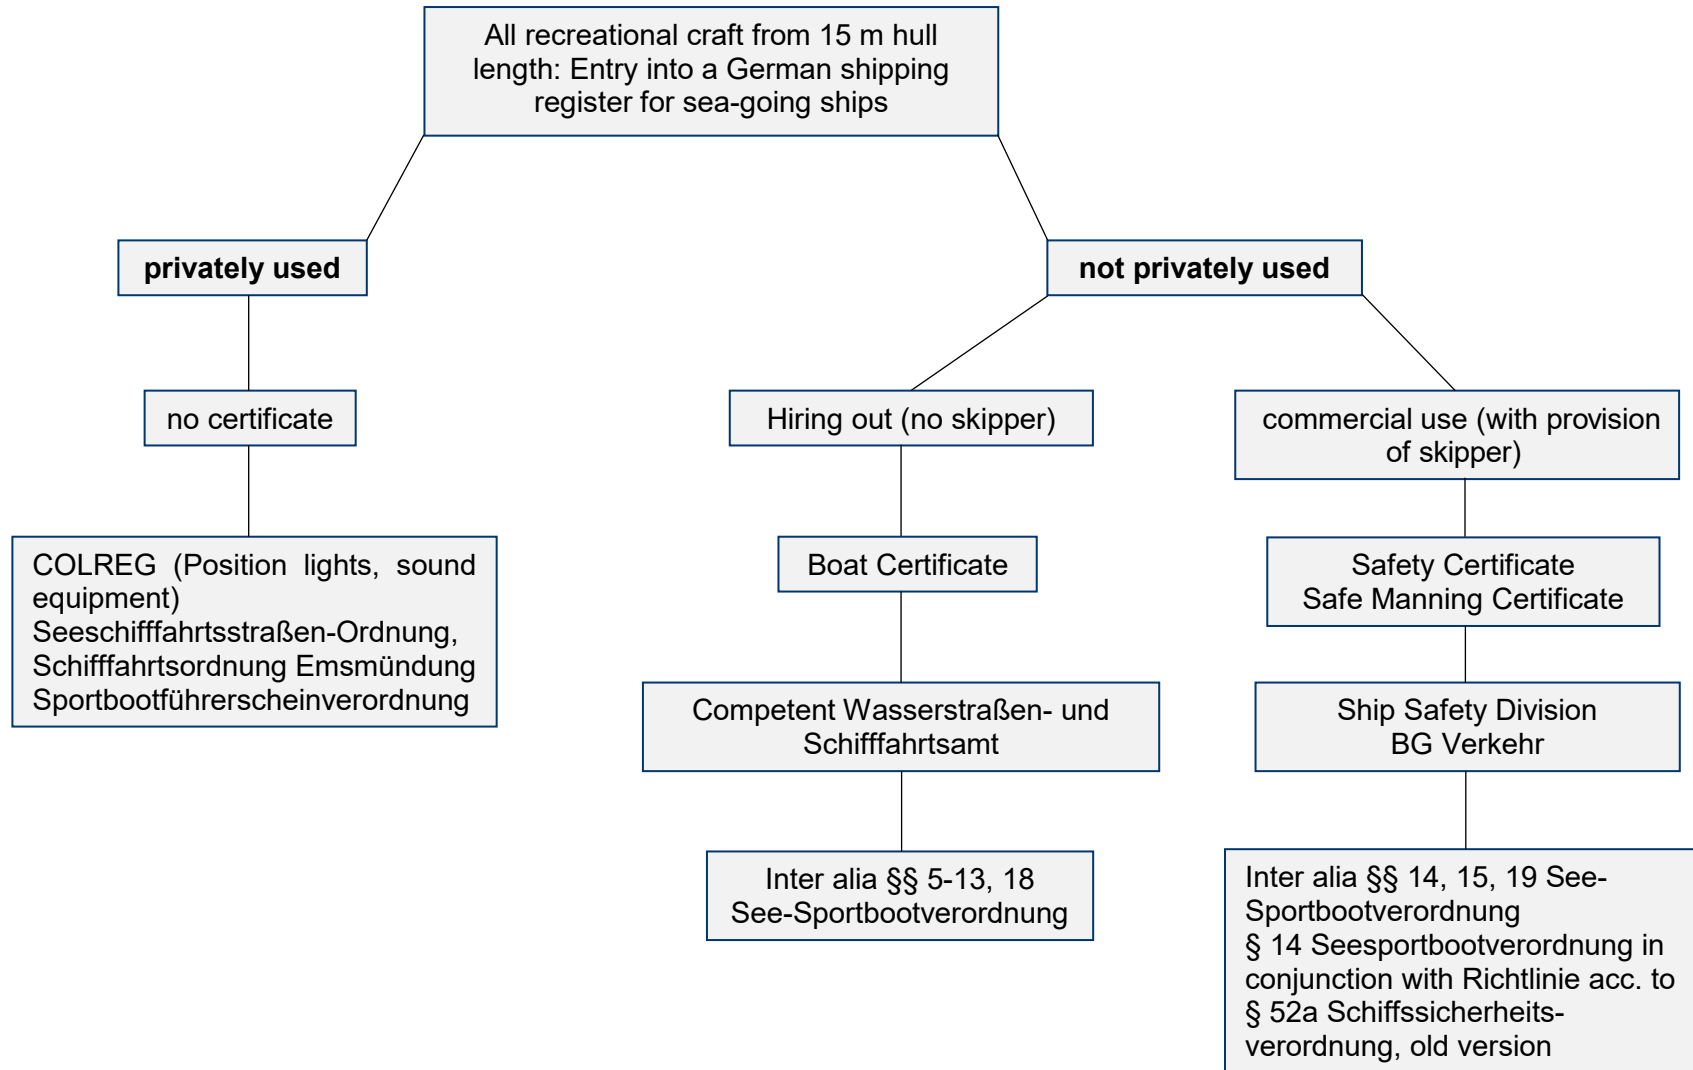 All recreational craft from 15 m hull
length: Entry into a German shipping
register for sea-going ships
privately used
not privately used
no certificate
Hiring out (no skipper)
commercial use (with provision
of skipper)
COLREG (Position lights, sound
equipment)
Seeschifffahrtsstraßen-Ordnung,
Schifffahrtsordnung Emsmündung
Sportbootführerscheinverordnung
Boat Certificate
Safety Certificate
Safe Manning Certificate
Competent Wasserstraßen- und
Schifffahrtsamt
Ship Safety Division
BG Verkehr
Inter alia §§ 5-13, 18
See-Sportbootverordnung
Inter alia §§ 14, 15, 19 See-
Sportbootverordnung
§ 14 Seesportbootverordnung in
conjunction with Richtlinie acc. to
§ 52a Schiffssicherheits-
verordnung, old version